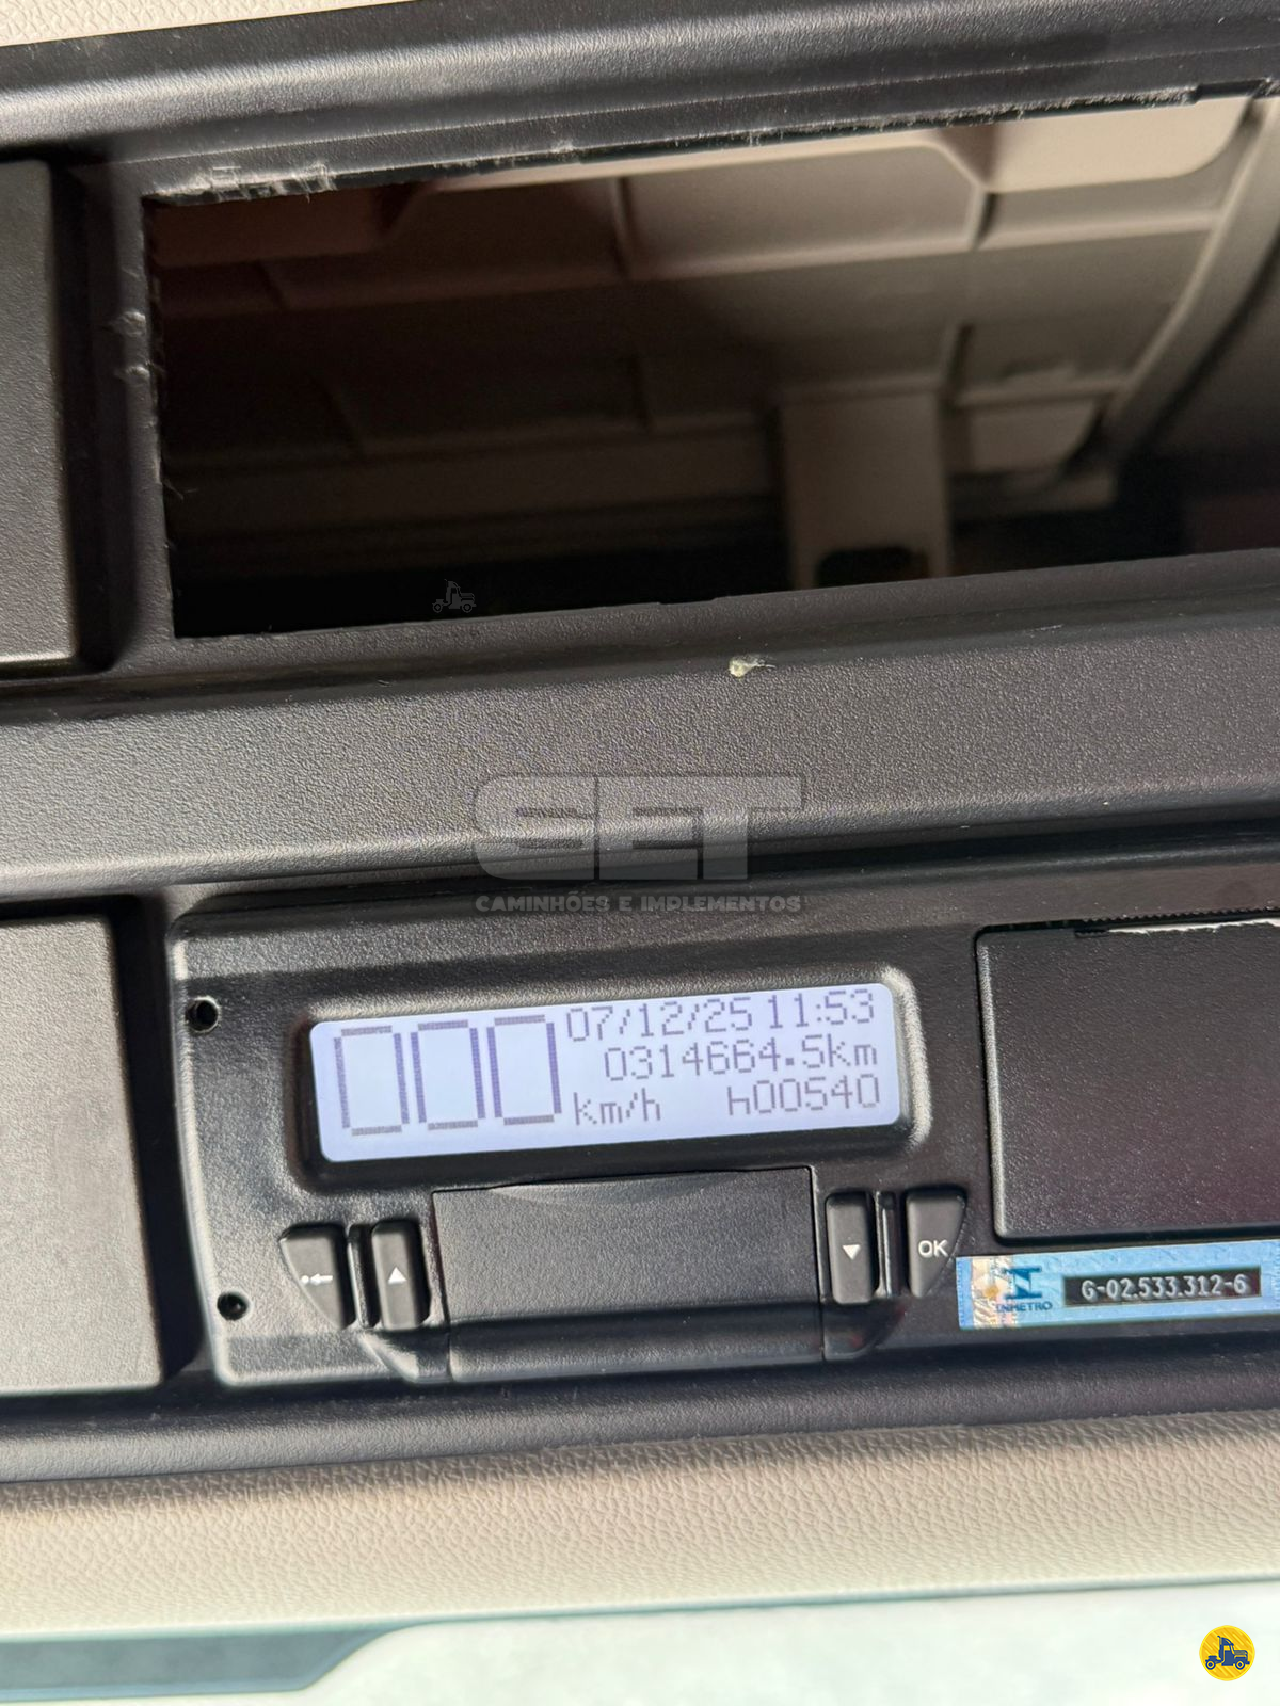 SET
CAMINHÕES E IMPLEMENTOS
000 km/h
07/12/25 11:53
0314664.5km
h00540
OK
INMETRO
6-02.533.312-6